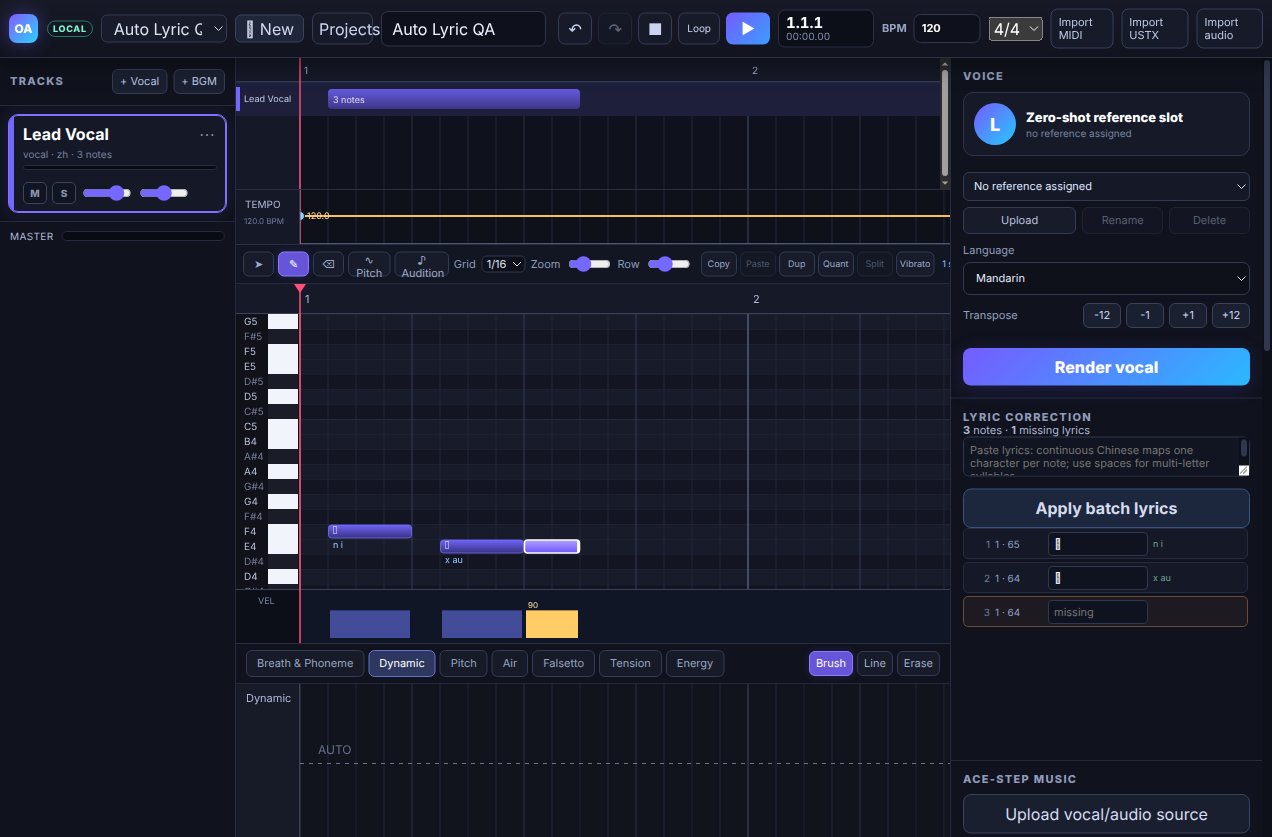 OA
LOCAL
Auto Lyric Q
New
Projects
Auto Lyric QA
Loop
1.1.1
00:00.00
BPM
120
4/4
Import MIDI
Import USTX
Import audio
TRACKS
+ Vocal
+ BGM
Lead Vocal
vocal · zh · 3 notes
M
S
MASTER
1
2
Lead Vocal
3 notes
TEMPO
120.0 BPM
120.0
Pitch
Audition
Grid
1/16
Zoom
Row
Copy
Paste
Dup
Quant
Split
Vibrato
1
2
G5
F#5
F5
E5
D#5
D5
C#5
C5
B4
A#4
A4
G#4
G4
F#4
F4
E4
D#4
D4
n i
x au
VEL
90
Breath & Phoneme
Dynamic
Pitch
Air
Falsetto
Tension
Energy
Brush
Line
Erase
Dynamic
AUTO
VOICE
L
Zero-shot reference slot
no reference assigned
No reference assigned
Upload
Rename
Delete
Language
Mandarin
Transpose
-12
-1
+1
+12
Render vocal
LYRIC CORRECTION
3 notes · 1 missing lyrics
Paste lyrics: continuous Chinese maps one
character per note; use spaces for multi-letter
Apply batch lyrics
1 1 · 65 n i
2 1 · 64 x au
3 1 · 64 missing
ACE-STEP MUSIC
Upload vocal/audio source